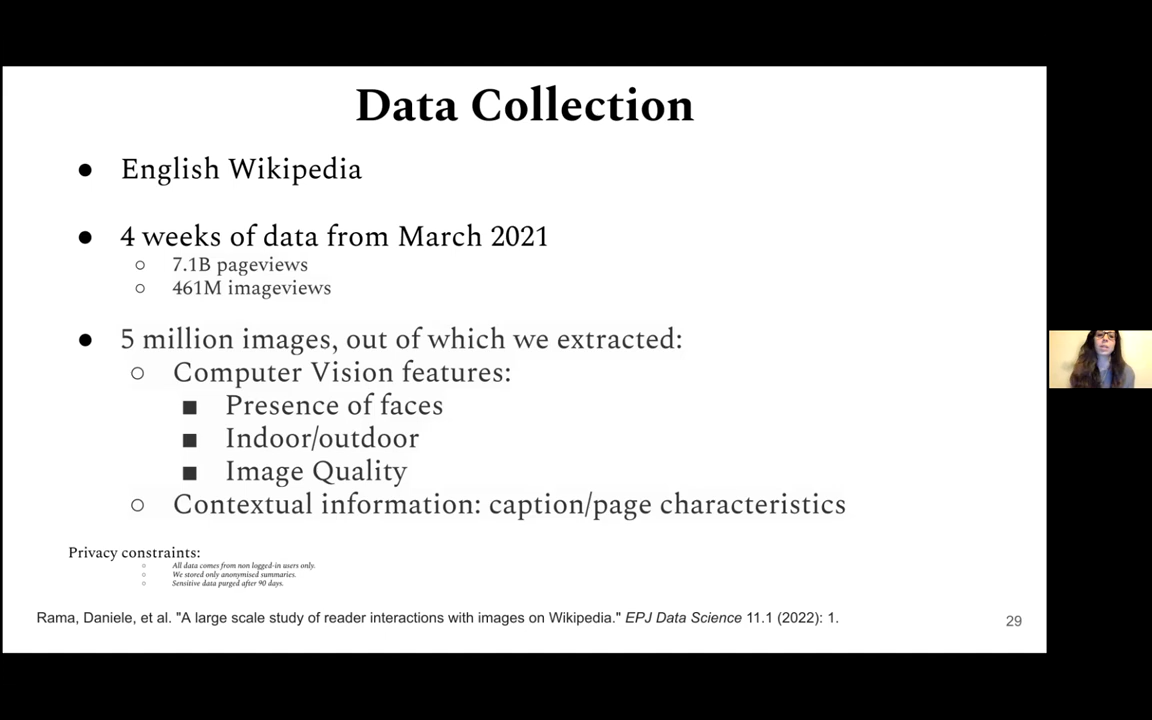 Data Collection
● English Wikipedia
● 4 weeks of data from March 2021
○ 7.1B pageviews
○ 461M imageviews
● 5 million images, out of which we extracted:
○ Computer Vision features:
■ Presence of faces
■ Indoor/outdoor
■ Image Quality
○ Contextual information: caption/page characteristics
Privacy constraints:
○ All data comes from non logged-in users only.
○ We stored only anonymised summaries.
○ Sensitive data purged after 90 days.
Rama, Daniele, et al. "A large scale study of reader interactions with images on Wikipedia." EPJ Data Science 11.1 (2022): 1.
29